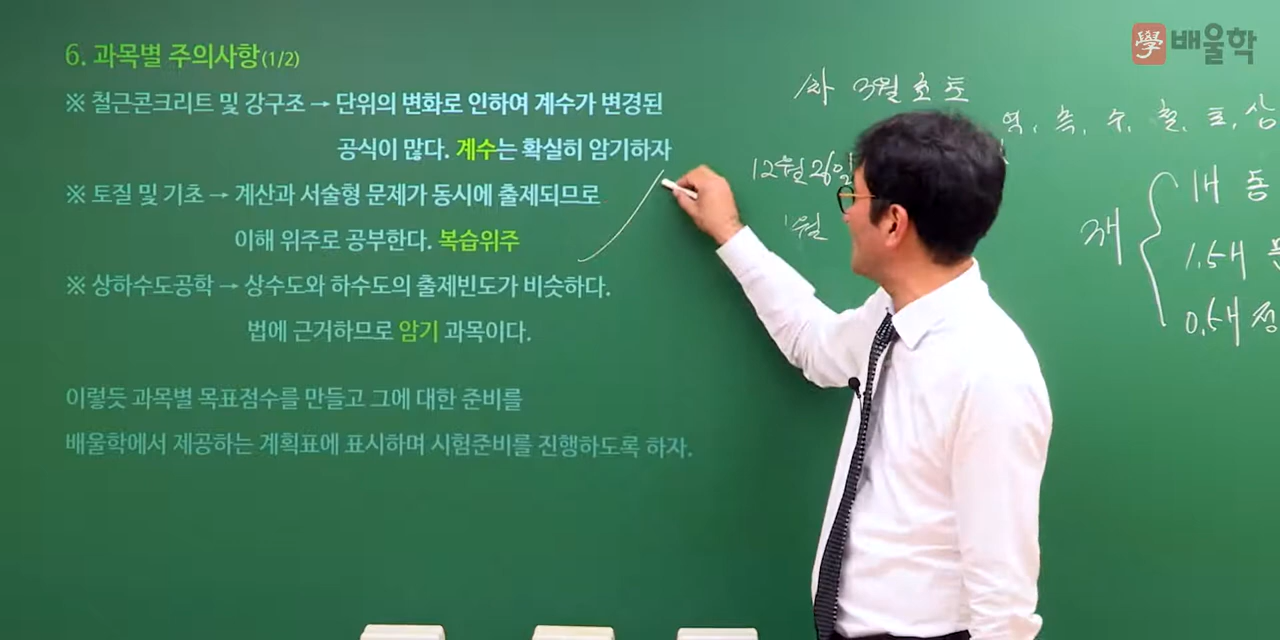 6. 과목별 주의사항(1/2)
※ 철근콘크리트 및 강구조 → 단위의 변화로 인하여 계수가 변경된
공식이 많다. 계수는 확실히 암기하자
※ 토질 및 기초 → 계산과 서술형 문제가 동시에 출제되므로
이해 위주로 공부한다. 복습위주
※ 상하수도공학 → 상수도와 하수도의 출제빈도가 비슷하다.
법에 근거하므로 암기 과목이다.
이렇듯 과목별 목표점수를 만들고 그에 대한 준비를
배울학에서 제공하는 계획표에 표시하며 시험준비를 진행하도록 하자.
學 배울학
1차 3월 초 토
12월 26일
1월
역, 측, 수, 철, 토, 상
재
1H
1.5H
0.5H